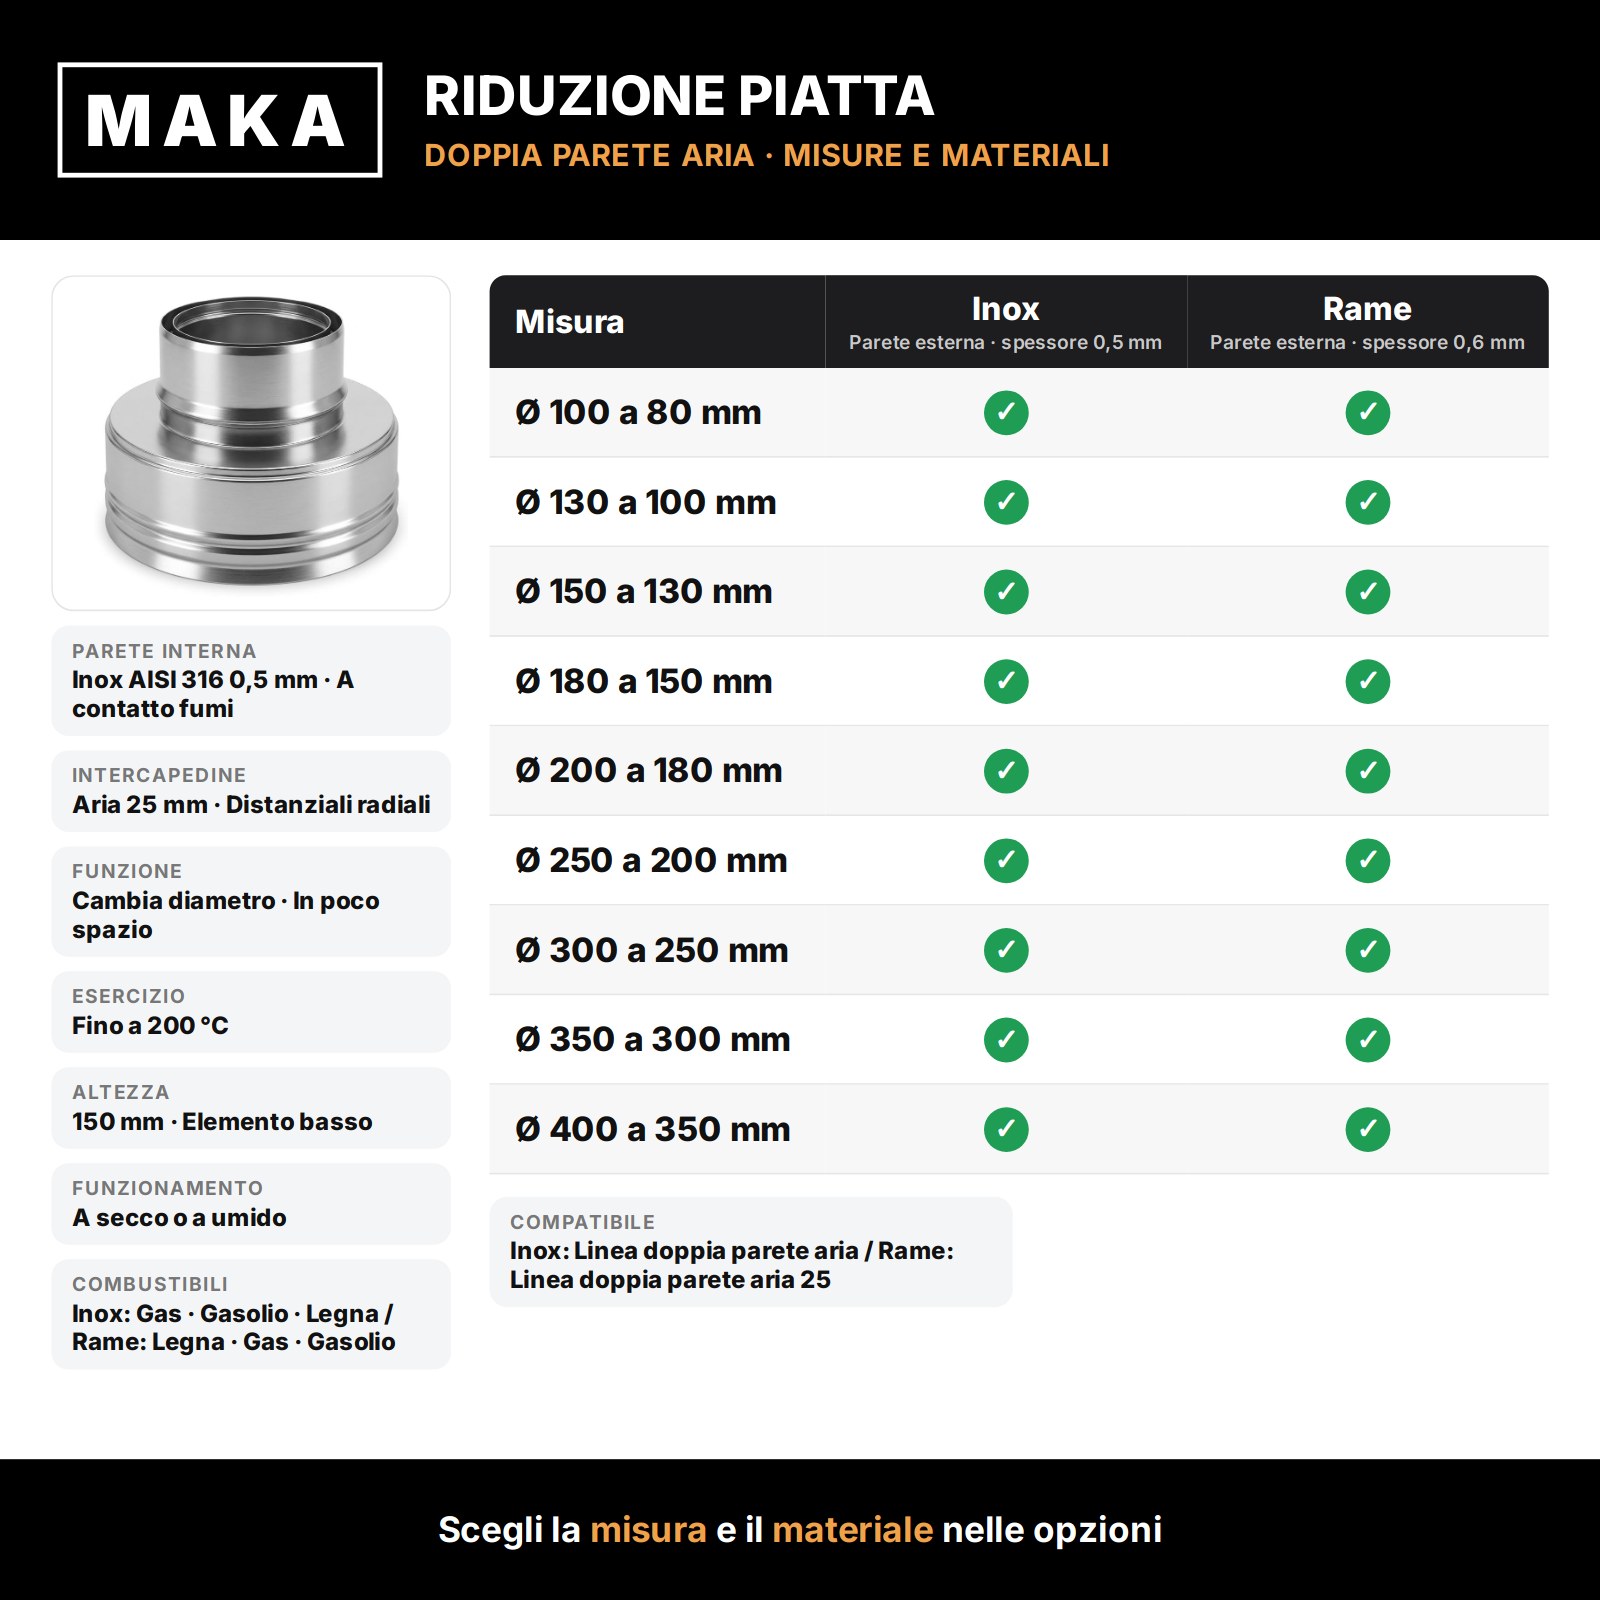 MAKA
RIDUZIONE PIATTA
DOPPIA PARETE ARIA · MISURE E MATERIALI
PARETE INTERNA
Inox AISI 316 0,5 mm · A
contatto fumi
INTERCAPEDINE
Aria 25 mm · Distanziali radiali
FUNZIONE
Cambia diametro · In poco
spazio
ESERCIZIO
Fino a 200 °C
ALTEZZA
150 mm · Elemento basso
FUNZIONAMENTO
A secco o a umido
COMBUSTIBILI
Inox: Gas · Gasolio · Legna /
Rame: Legna · Gas · Gasolio
Misura Inox Rame
Parete esterna · spessore 0,5 mm Parete esterna · spessore 0,6 mm
Ø 100 a 80 mm ✓ ✓
Ø 130 a 100 mm ✓ ✓
Ø 150 a 130 mm ✓ ✓
Ø 180 a 150 mm ✓ ✓
Ø 200 a 180 mm ✓ ✓
Ø 250 a 200 mm ✓ ✓
Ø 300 a 250 mm ✓ ✓
Ø 350 a 300 mm ✓ ✓
Ø 400 a 350 mm ✓ ✓
COMPATIBILE
Inox: Linea doppia parete aria / Rame:
Linea doppia parete aria 25
Scegli la misura e il materiale nelle opzioni